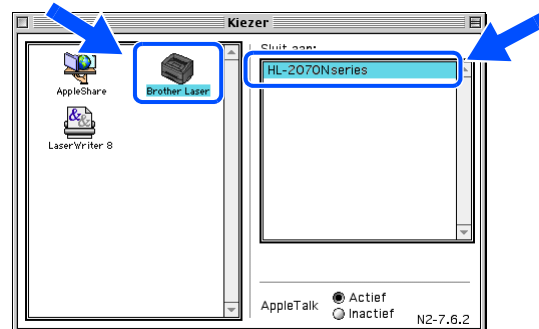 Kiezer
Sluit aan:
AppleShare
Brother Laser
HL-2070Nseries
LaserWriter 8
AppleTalk
Actief
Inactief
N2-7.6.2